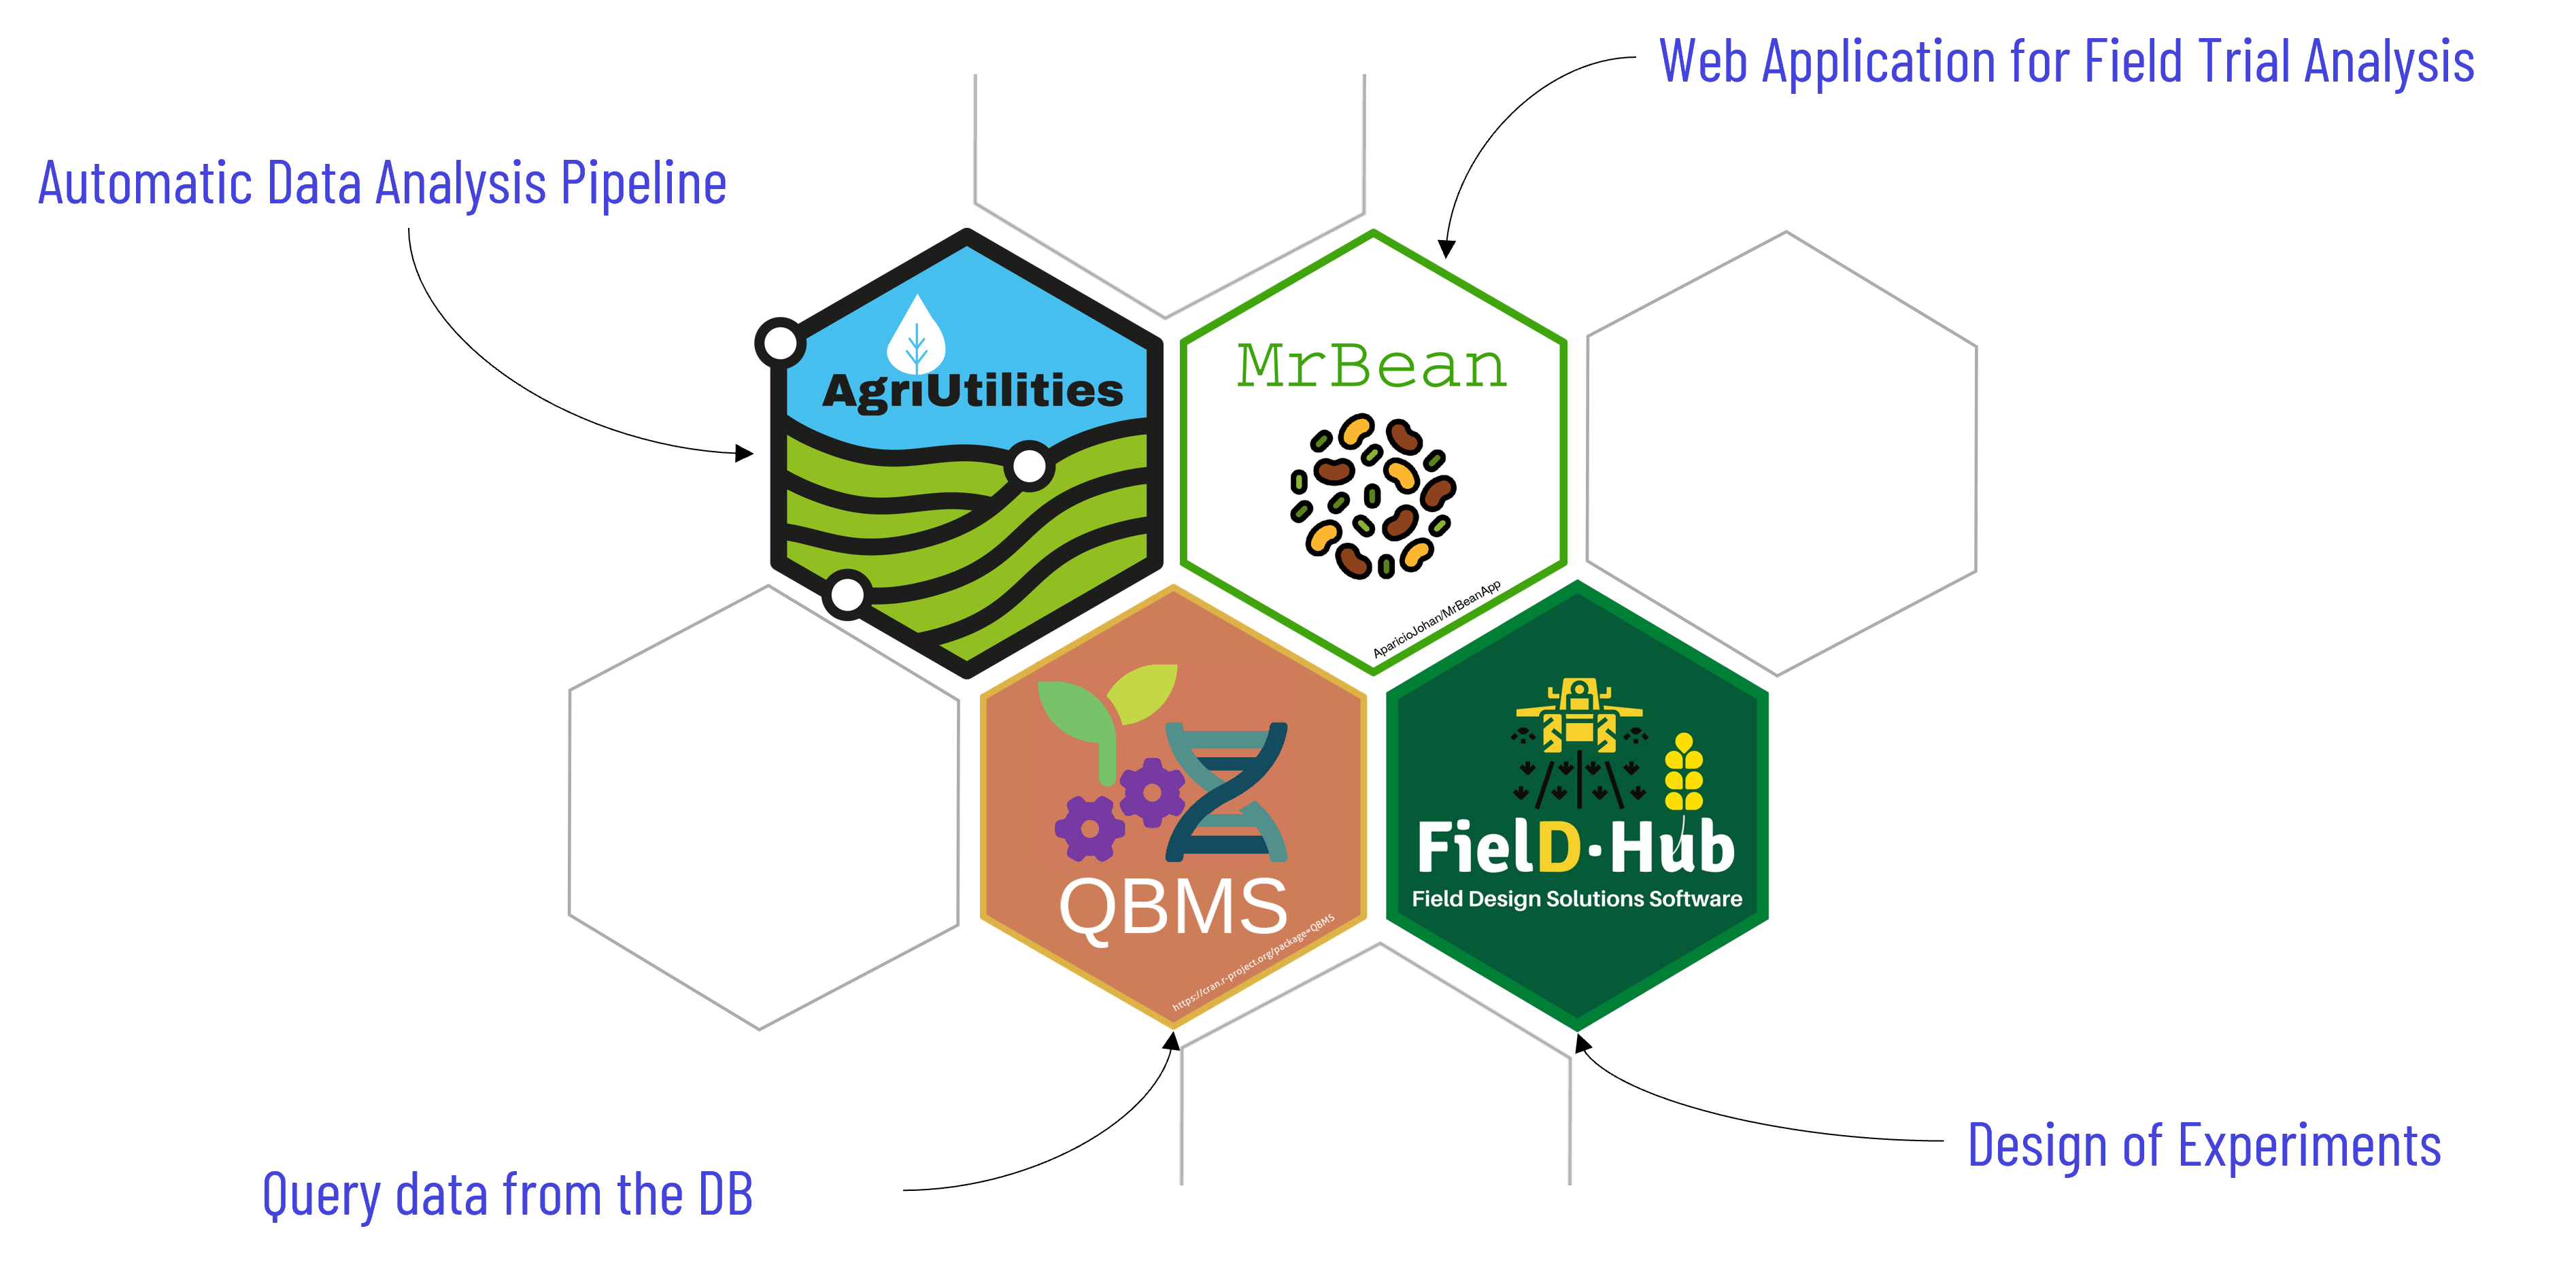 Web Application for Field Trial Analysis
Automatic Data Analysis Pipeline
AgriUtilities
MrBean
AparicioJohan/MrBeanApp
QBMS
https://cran.r-project.org/package=QBMS
FielD·Hub
Field Design Solutions Software
Design of Experiments
Query data from the DB